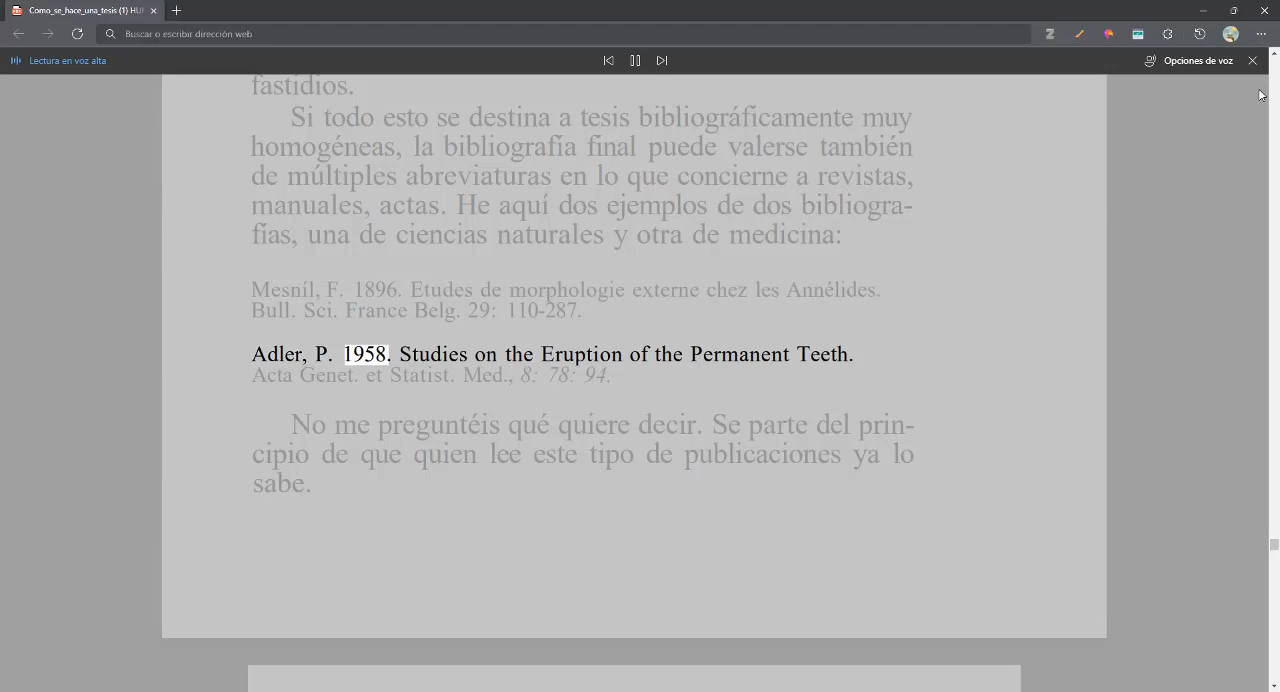 Como_se_hace_una_tesis (1) HU
Buscar o escribir dirección web
Lectura en voz alta
Opciones de voz
fastidios.
Si todo esto se destina a tesis bibliográficamente muy
homogéneas, la bibliografía final puede valerse también
de múltiples abreviaturas en lo que concierne a revistas,
manuales, actas. He aquí dos ejemplos de dos bibliogra-
fías, una de ciencias naturales y otra de medicina:
Mesníl, F. 1896. Etudes de morphologie externe chez les Annélides.
Bull. Sci. France Belg. 29: 110-287.
Adler, P. 1958. Studies on the Eruption of the Permanent Teeth.
Acta Genet. et Statist. Med., 8: 78: 94.
No me preguntéis qué quiere decir. Se parte del prin-
cipio de que quien lee este tipo de publicaciones ya lo
sabe.